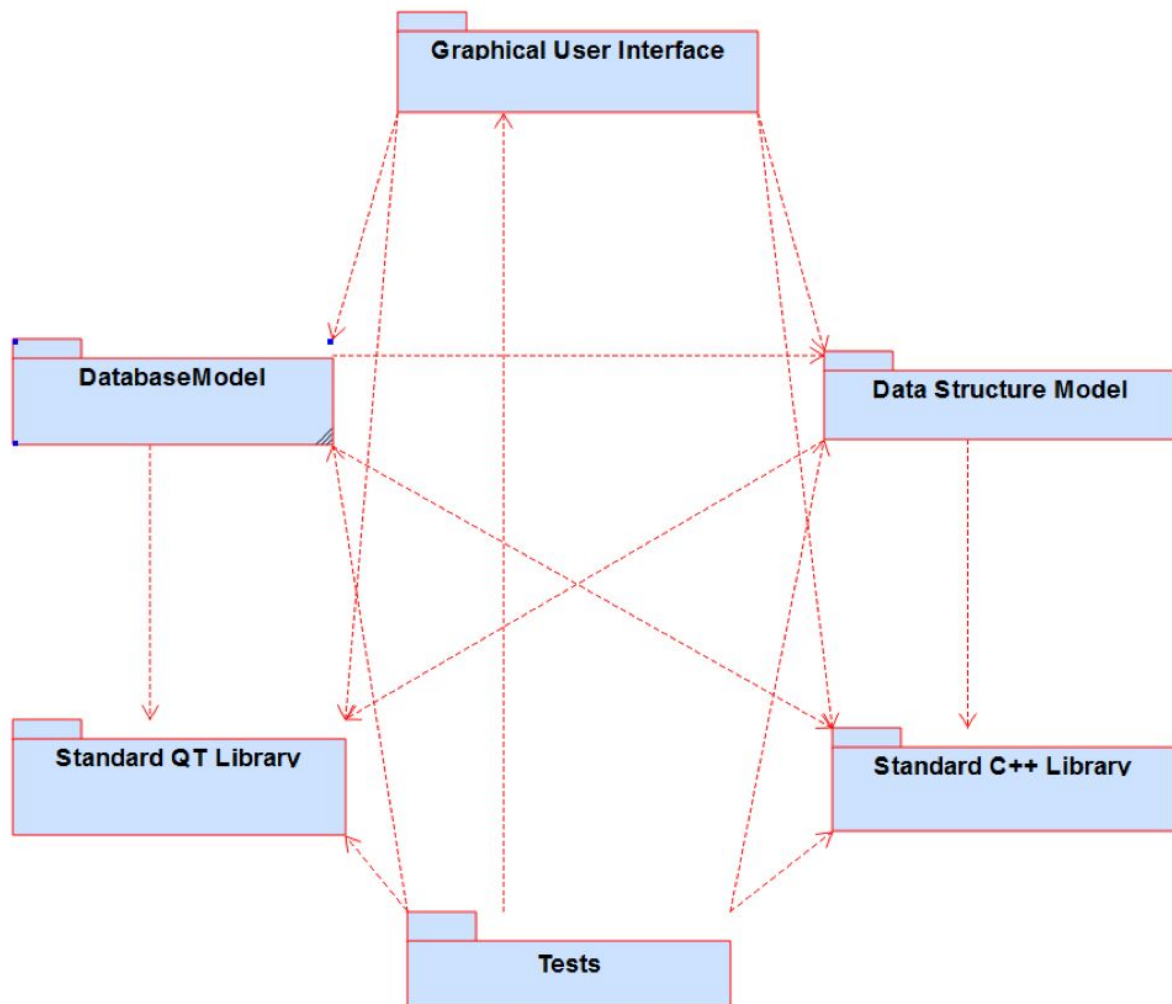 Graphical User Interface
DatabaseModel
Data Structure Model
Standard QT Library
Standard C++ Library
Tests